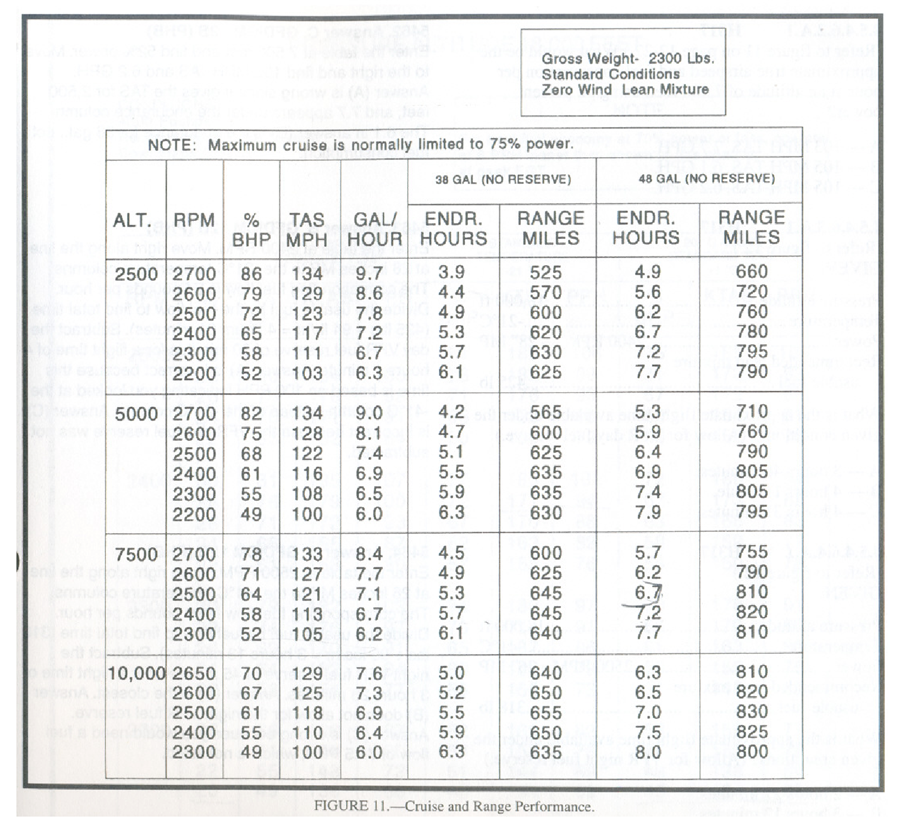 Gross Weight- 2300 Lbs.
Standard Conditions
Zero Wind Lean Mixture
NOTE: Maximum cruise is normally limited to 75% power.
38 GAL (NO RESERVE) 48 GAL (NO RESERVE)
ALT. RPM % BHP TAS MPH GAL/ HOUR ENDR. HOURS RANGE MILES ENDR. HOURS RANGE MILES
2500 2700 86 134 9.7 3.9 525 4.9 660
2600 79 129 8.6 4.4 570 5.6 720
2500 72 123 7.8 4.9 600 6.2 760
2400 65 117 7.2 5.3 620 6.7 780
2300 58 111 6.7 5.7 630 7.2 795
2200 52 103 6.3 6.1 625 7.7 790
5000 2700 82 134 9.0 4.2 565 5.3 710
2600 75 128 8.1 4.7 600 5.9 760
2500 68 122 7.4 5.1 625 6.4 790
2400 61 116 6.9 5.5 635 6.9 805
2300 55 108 6.5 5.9 635 7.4 805
2200 49 100 6.0 6.3 630 7.9 795
7500 2700 78 133 8.4 4.5 600 5.7 755
2600 71 127 7.7 4.9 625 6.2 790
2500 64 121 7.1 5.3 645 6.7 810
2400 58 113 6.7 5.7 645 7.2 820
2300 52 105 6.2 6.1 640 7.7 810
10,000 2650 70 129 7.6 5.0 640 6.3 810
2600 67 125 7.3 5.2 650 6.5 820
2500 61 118 6.9 5.5 655 7.0 830
2400 55 110 6.4 5.9 650 7.5 825
2300 49 100 6.0 6.3 635 8.0 800
FIGURE 11.—Cruise and Range Performance.